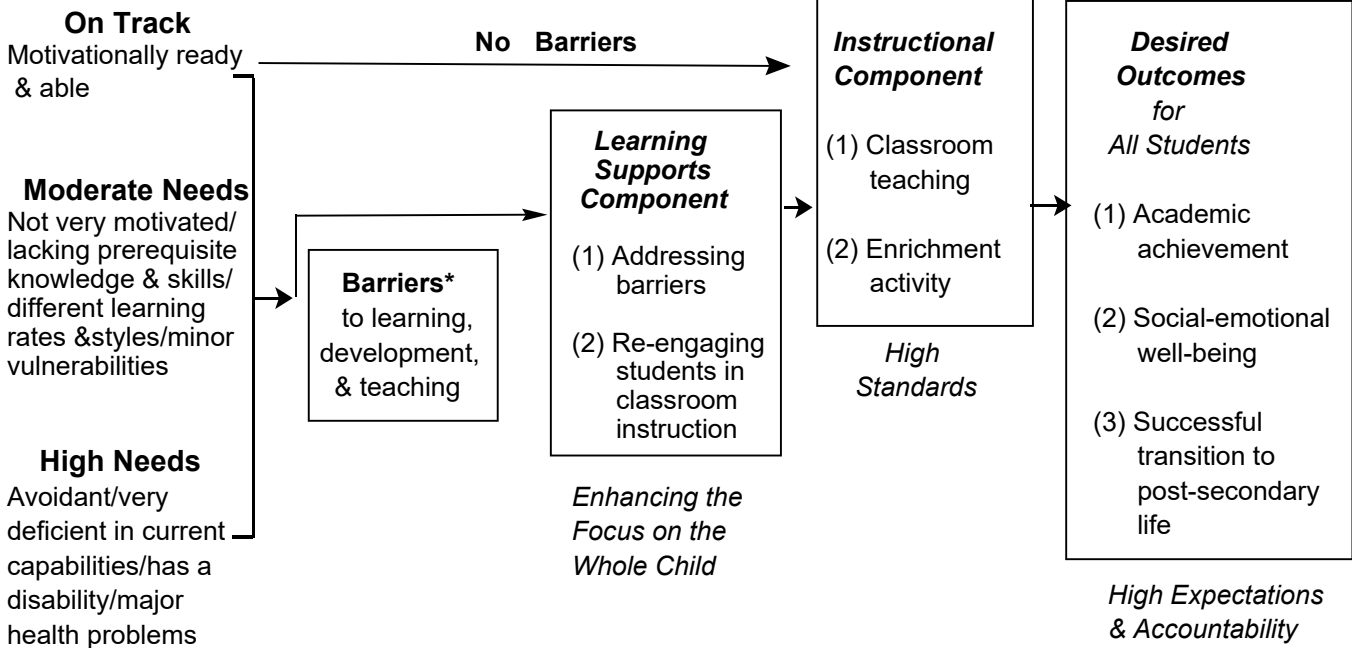 On Track
Motivationally ready
& able
No Barriers
Moderate Needs
Not very motivated/
lacking prerequisite
knowledge & skills/
different learning
rates &styles/minor
vulnerabilities
High Needs
Avoidant/very
deficient in current
capabilities/has a
disability/major
health problems
Barriers*
to learning,
development,
& teaching
Learning
Supports
Component
(1) Addressing
barriers
(2) Re-engaging
students in
classroom
instruction
Enhancing the
Focus on the
Whole Child
Instructional
Component
(1) Classroom
teaching
(2) Enrichment
activity
High
Standards
Desired
Outcomes
for
All Students
(1) Academic
achievement
(2) Social-emotional
well-being
(3) Successful
transition to
post-secondary
life
High Expectations
& Accountability